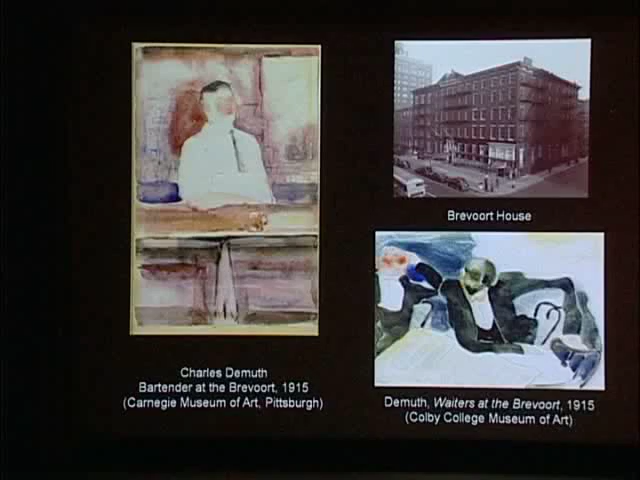 Charles Demuth
Bartender at the Brevoort, 1915
(Carnegie Museum of Art, Pittsburgh)
Brevoort House
Demuth, Waiters at the Brevoort, 1915
(Colby College Museum of Art)